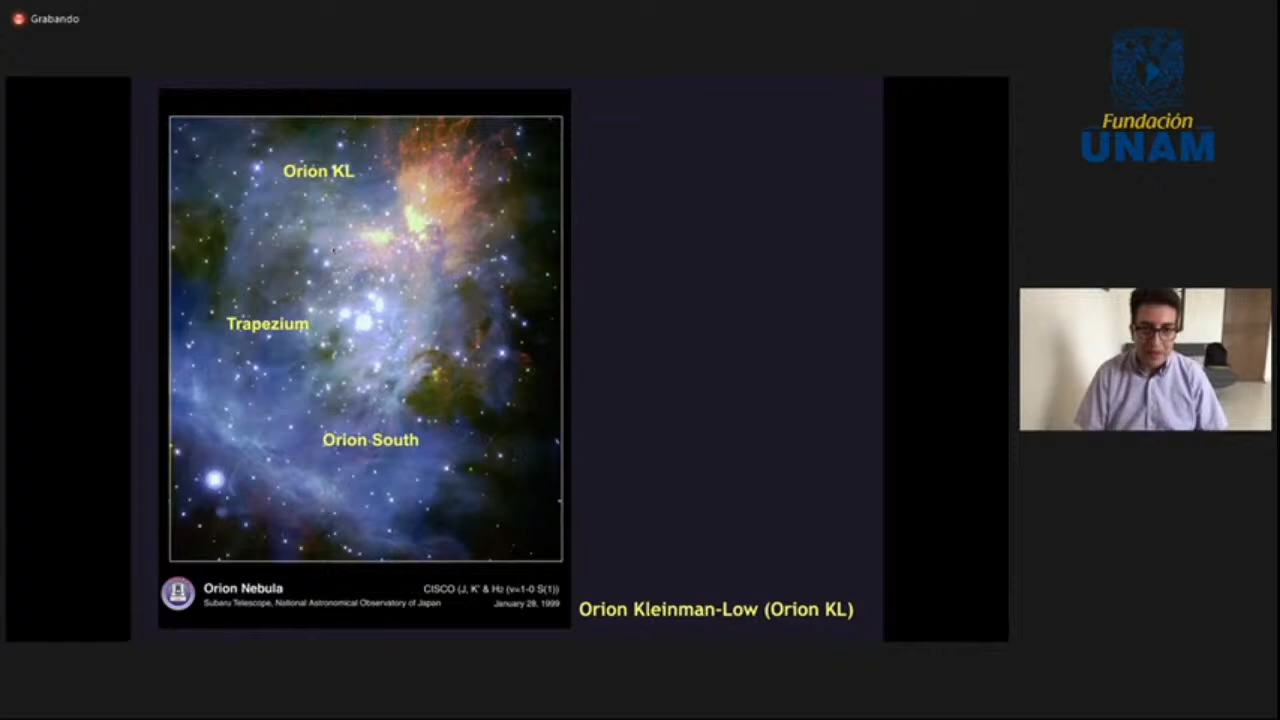 Grabando
Fundación
UNAM
Orion KL
Trapezium
Orion South
Orion Nebula
CISCO (J, K' & H2 (v=1-0 S(1))
Subaru Telescope, National Astronomical Observatory of Japan
January 28, 1999
Orion Kleinman-Low (Orion KL)